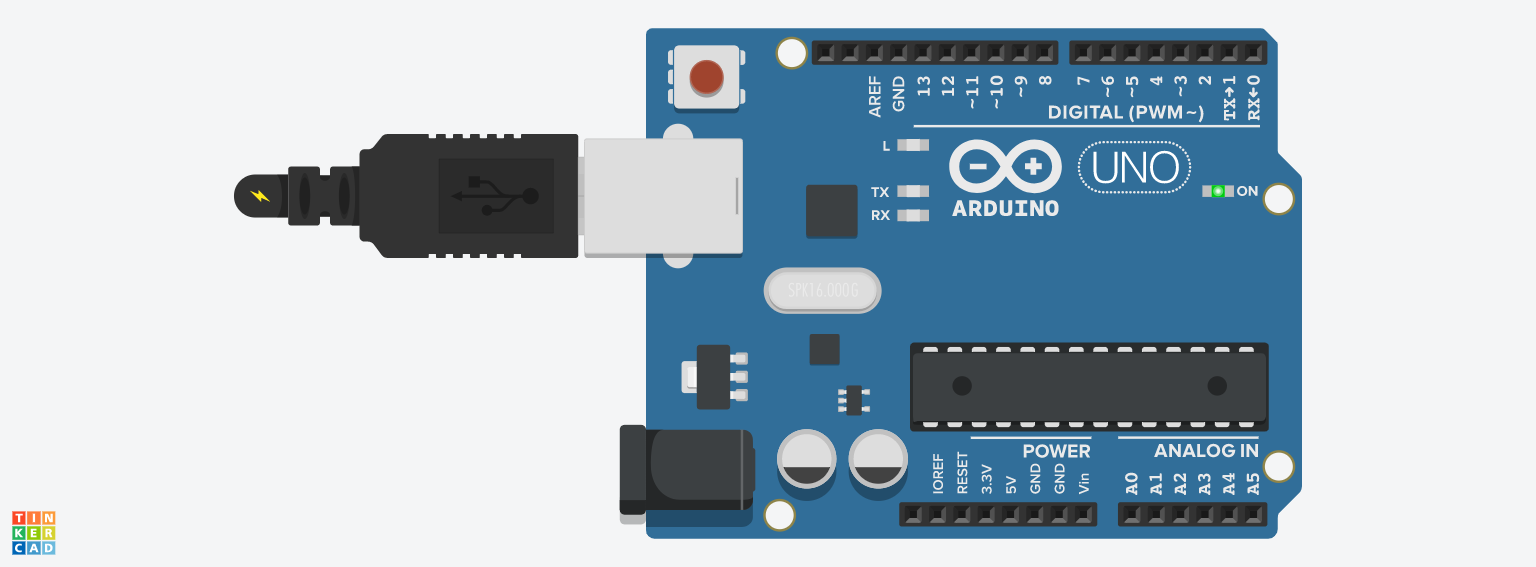 AREF
GND
13
12
~11
~10
~9
8
7
~6
~5
4
~3
2
TX→1
RX←0
DIGITAL (PWM~)
L
TX
RX
UNO
ON
ARDUINO
SPK16.000G
POWER
ANALOG IN
IOREF
RESET
3.3V
5V
GND
GND
Vin
A0
A1
A2
A3
A4
A5
TIN
KER
CAD